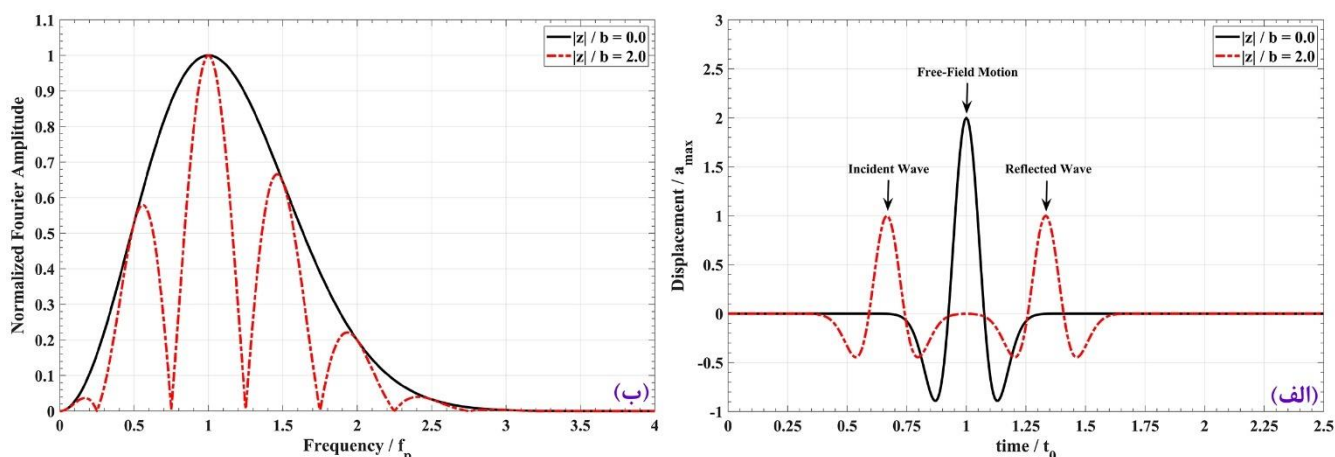 |z| / b = 0.0
|z| / b = 2.0
Normalized Fourier Amplitude
1
0.9
0.8
0.7
0.6
0.5
0.4
0.3
0.2
0.1
0
0 0.5 1 1.5 2 2.5 3 3.5 4
Frequency / f_p
(ب)
|z| / b = 0.0
|z| / b = 2.0
Free-Field Motion
Incident Wave
Reflected Wave
Displacement / a_max
3
2.5
2
1.5
1
0.5
0
-0.5
-1
0 0.25 0.5 0.75 1 1.25 1.5 1.75 2 2.25 2.5
time / t_0
(الف)